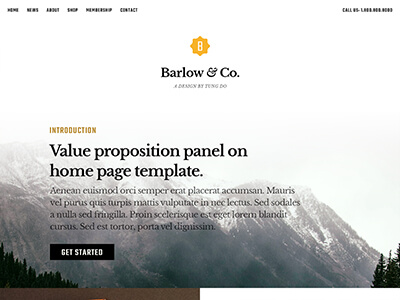 HOME NEWS ABOUT SHOP MEMBERSHIP CONTACT
CALL US: 1.888.888.8080
B
Barlow & Co.
A DESIGN BY TUNG DO
INTRODUCTION
Value proposition panel on
home page template.
Aenean euismod orci semper erat placerat accumsan. Mauris
vel purus quis turpis mattis vulputate in nec lectus. Sed sodales
a nulla sed fringilla. Proin scelerisque est eget lorem blandit
cursus. Sed est tortor, porta vel dignissim.
GET STARTED